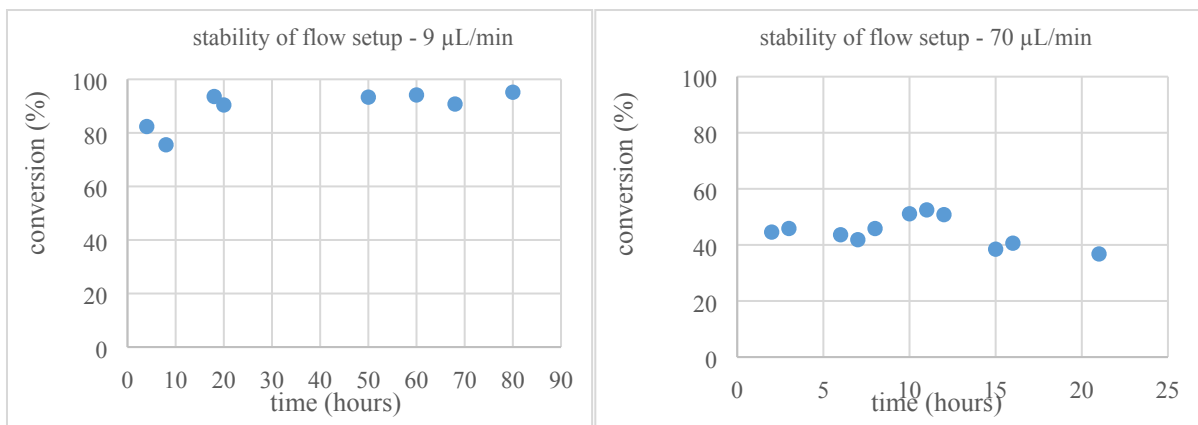 stability of flow setup - 9 µL/min
conversion (%)
100
80
60
40
20
0
0 10 20 30 40 50 60 70 80 90
time (hours)
stability of flow setup - 70 µL/min
conversion (%)
100
80
60
40
20
0
0 5 10 15 20 25
time (hours)